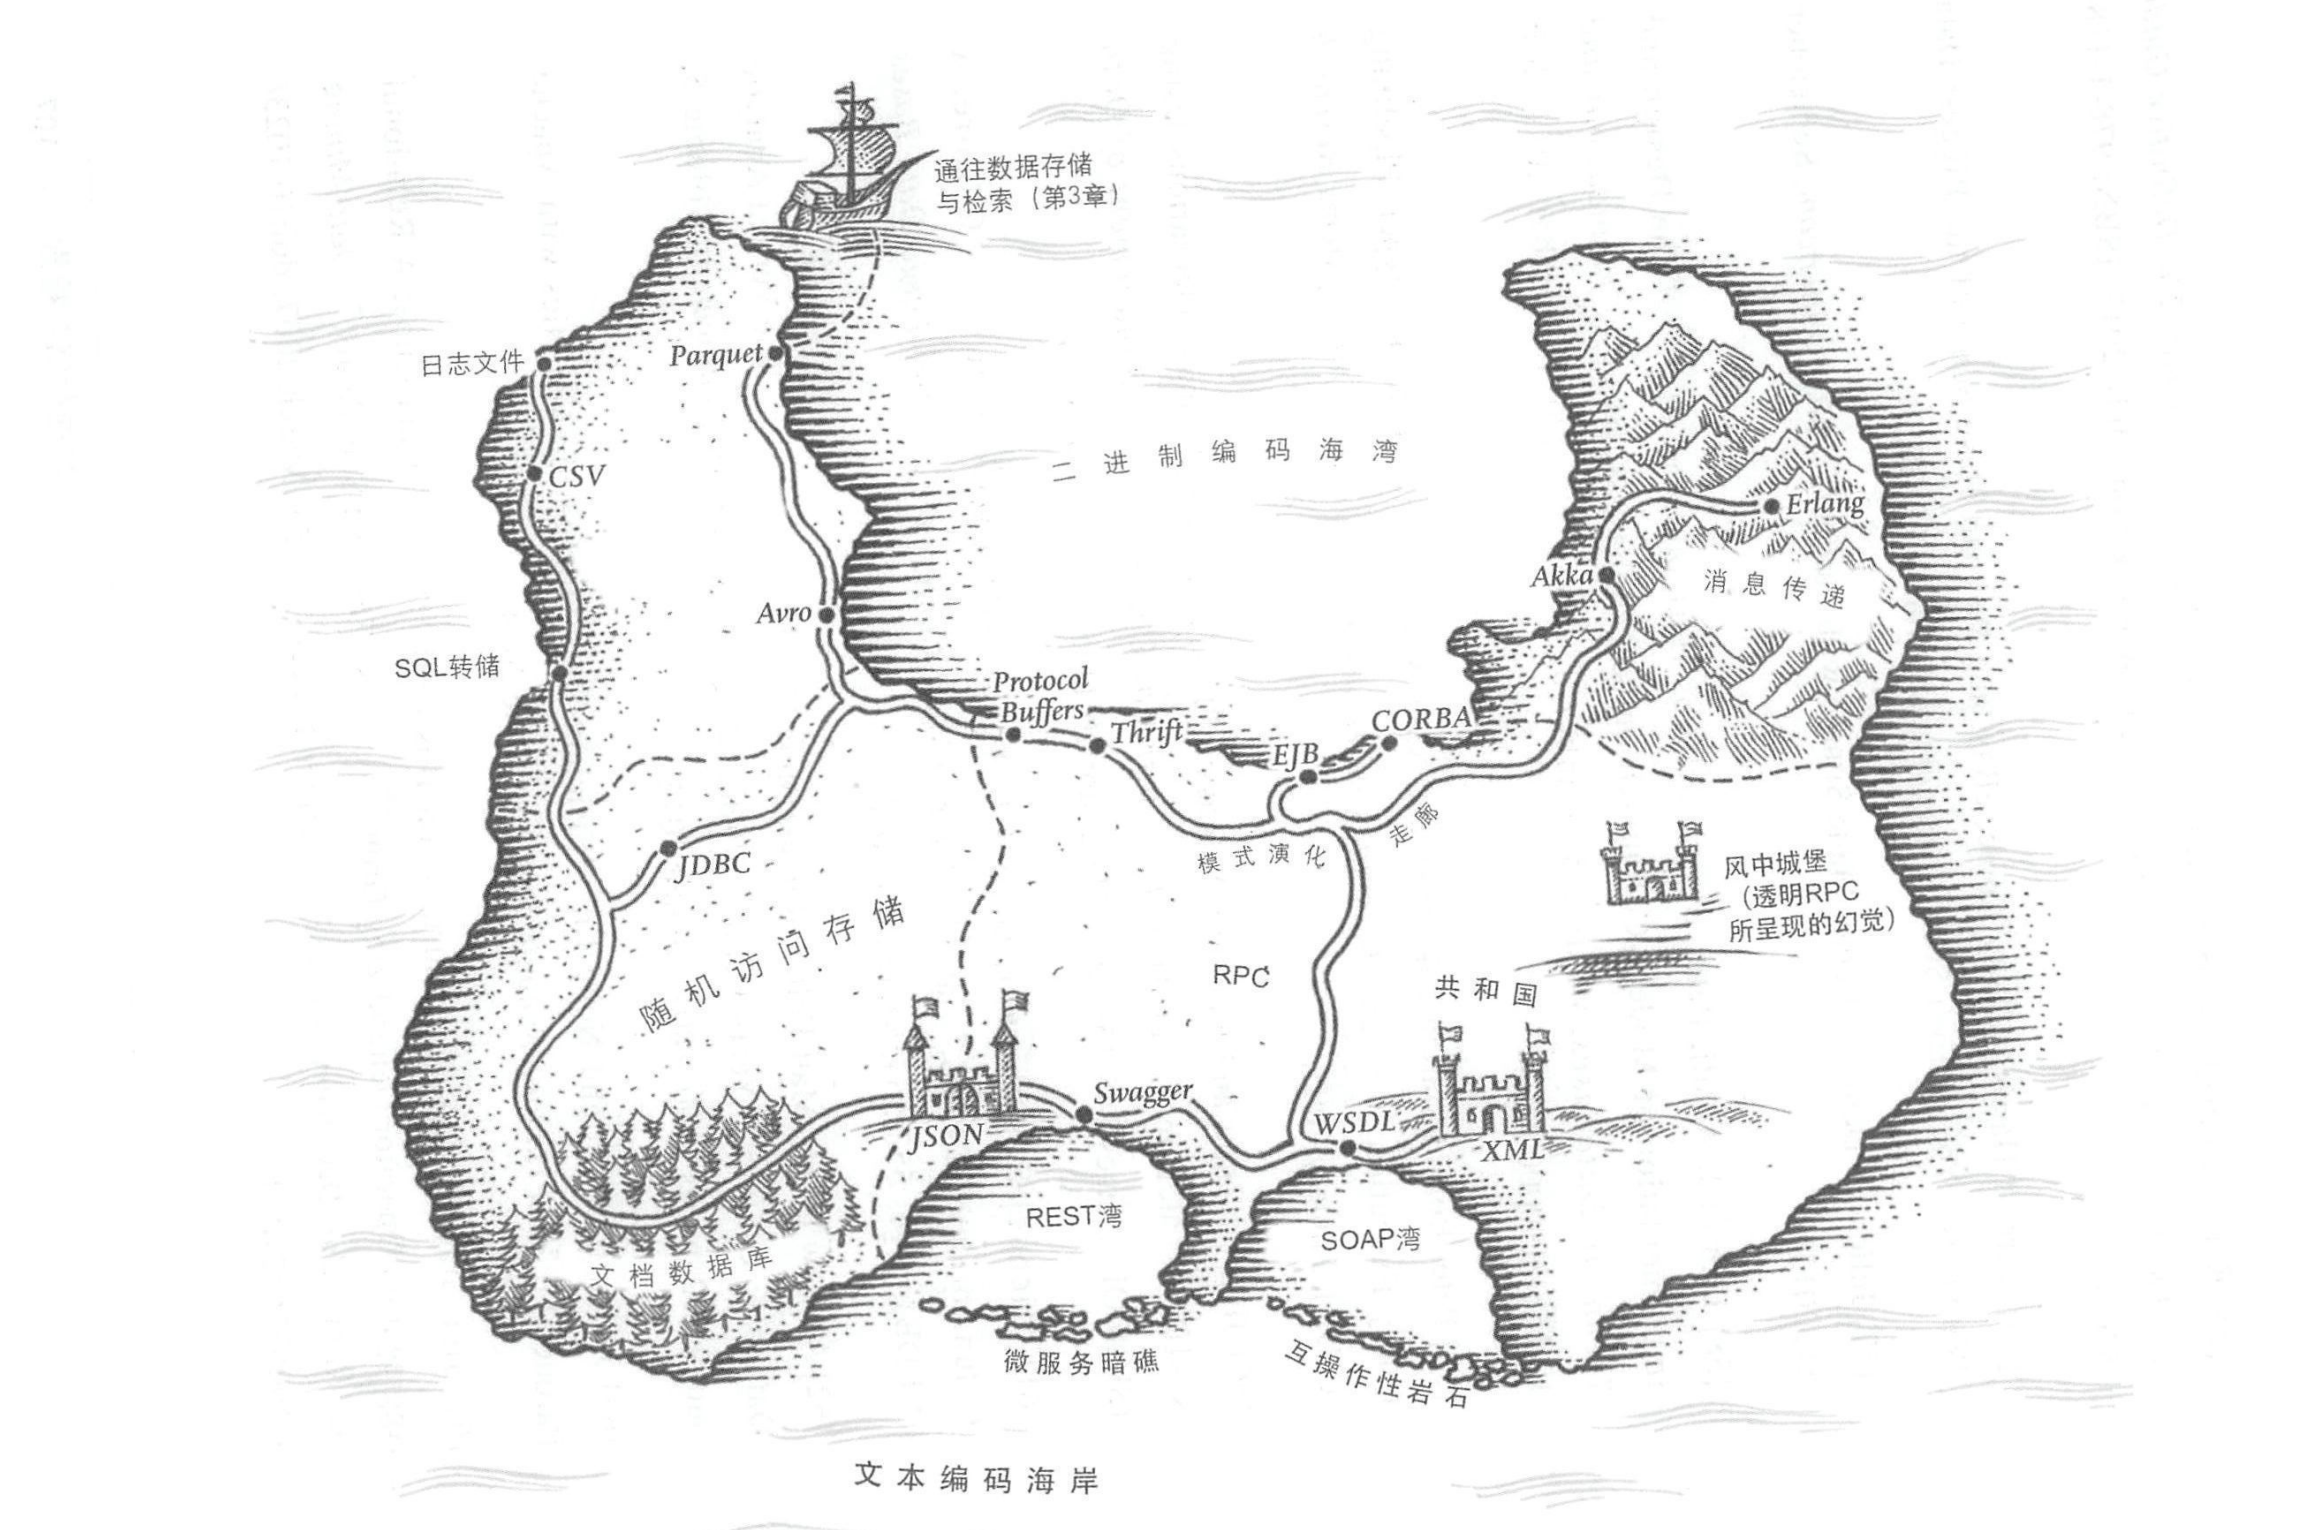 通往数据存储
与检索（第3章）
日志文件
Parquet
CSV
二进制编码海湾
Erlang
Akka
消息传递
Avro
SQL转储
Protocol
Buffers
Thrift
CORBA
EJB
走廊
模式演化
JDBC
风中城堡
（透明RPC
所呈现的幻觉）
随机访问存储
RPC
共和国
Swagger
JSON
WSDL
XML
REST湾
SOAP湾
文档数据库
微服务暗礁
互操作性岩石
文本编码海岸